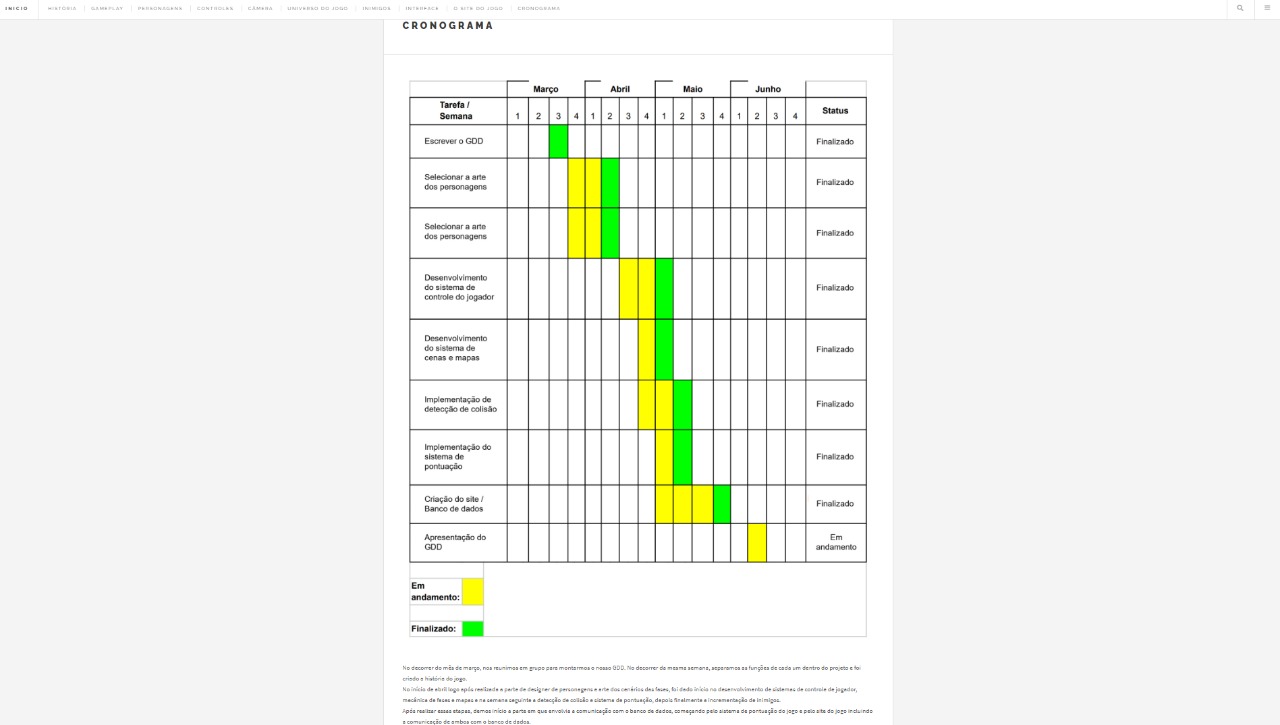 INÍCIO HISTÓRIA GAMEPLAY PERSONAGENS CONTROLES CÂMERA UNIVERSO DO JOGO INIMIGOS INTERFACE O SITE DO JOGO CRONOGRAMA
CRONOGRAMA
Março Abril Maio Junho
Tarefa /
Semana
1 2 3 4 1 2 3 4 1 2 3 4 1 2 3 4
Status
Escrever o GDD
Finalizado
Selecionar a arte
dos personagens
Finalizado
Selecionar a arte
dos personagens
Finalizado
Desenvolvimento
do sistema de
controle do jogador
Finalizado
Desenvolvimento
do sistema de
cenas e mapas
Finalizado
Implementação de
detecção de colisão
Finalizado
Implementação do
sistema de
pontuação
Finalizado
Criação do site /
Banco de dados
Finalizado
Apresentação do
GDD
Em
andamento
Em
andamento:
Finalizado:
No decorrer do mês de março, nos reunimos em grupo para montarmos o nosso GDD. No decorrer da mesma semana, separamos as funções de cada um dentro do projeto e foi
criado a história do jogo.
No início de abril logo após realizada a parte de designer de personagens e arte dos cenários das fases, foi dado início no desenvolvimento de sistemas de controle de jogador,
mecânica de fases e mapas e na semana seguinte a detecção de colisão e sistema de pontuação, depois finalmente a incrementação de inimigos.
Após realizar essas etapas, demos início a parte em que envolvia a comunicação com o banco de dados, começando pelo sistema de pontuação do jogo e pelo site do jogo incluindo
a comunicação de ambos com o banco de dados.